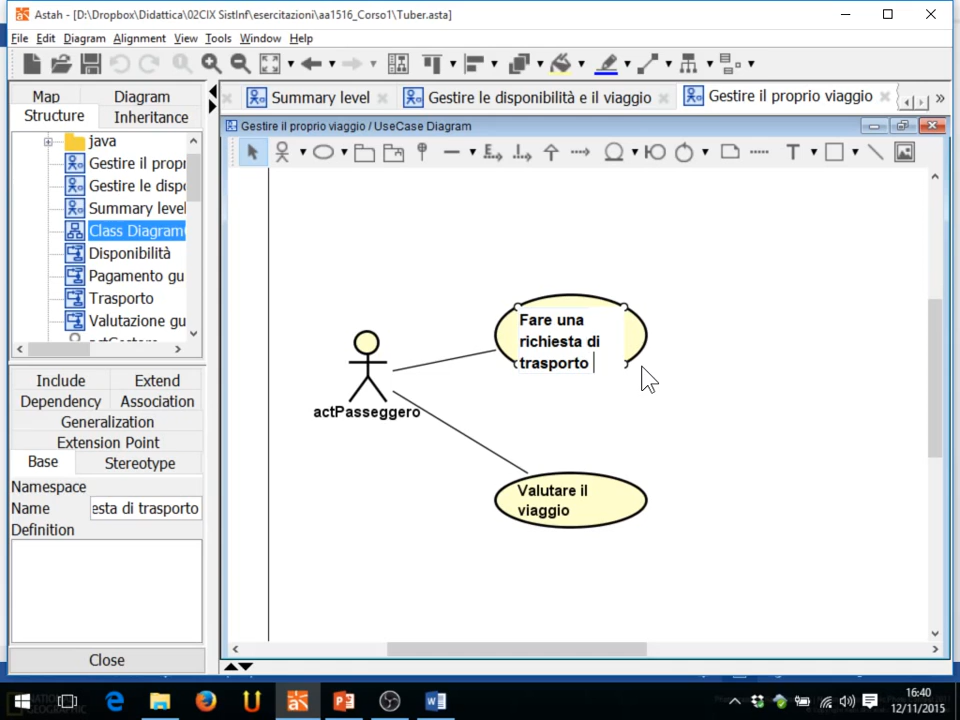 Astah - [D:\Dropbox\Didattica\02CIX SistInf\esercitazioni\aa1516_Corso1\Tuber.asta]
File Edit Diagram Alignment View Tools Window Help
Map Diagram
Structure Inheritance
Summary level Gestire le disponibilità e il viaggio Gestire il proprio viaggio
Gestire il proprio viaggio / UseCase Diagram
java
Gestire il propr
Gestire le dispo
Summary level
Class Diagram
Disponibilità
Pagamento gu
Trasporto
Valutazione gu
Include Extend
Dependency Association
Generalization
Extension Point
Base Stereotype
Namespace
Name esta di trasporto
Definition
Close
Fare una
richiesta di
trasporto
actPasseggero
Valutare il
viaggio
16:40
12/11/2015